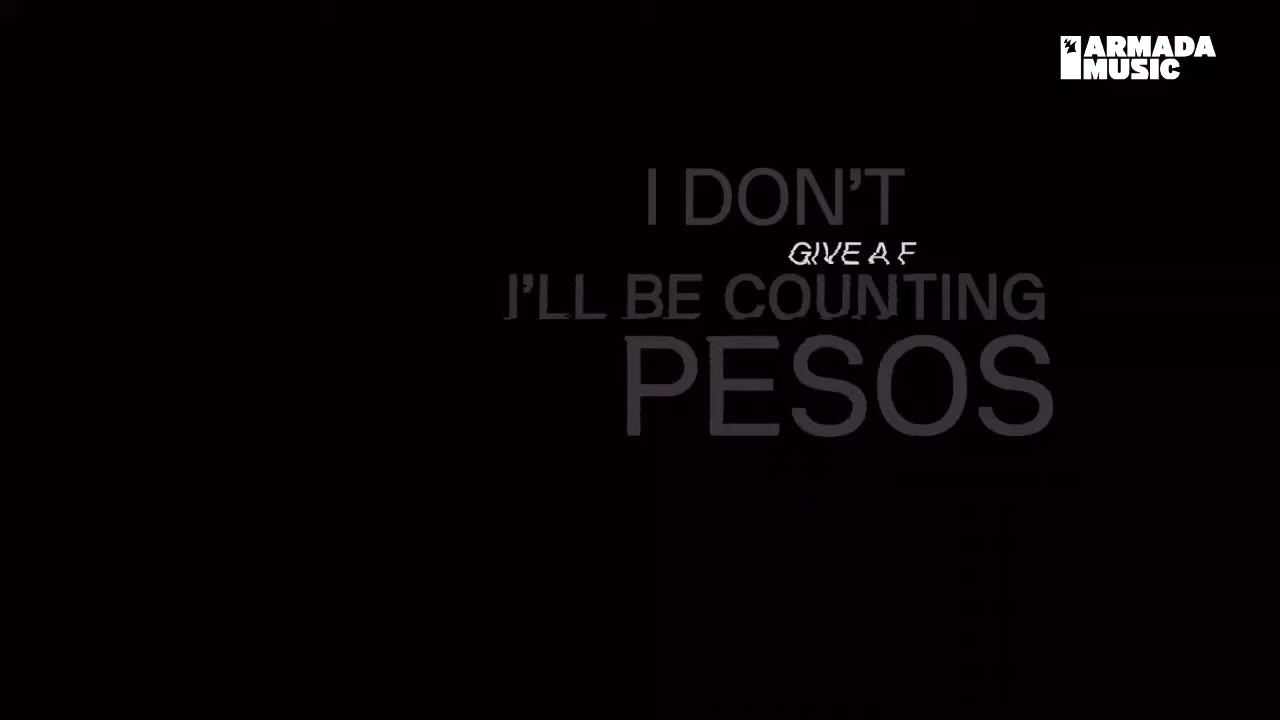 ARMADA
MUSIC
I DON'T
GIVE A F
I'LL BE COUNTING
PESOS